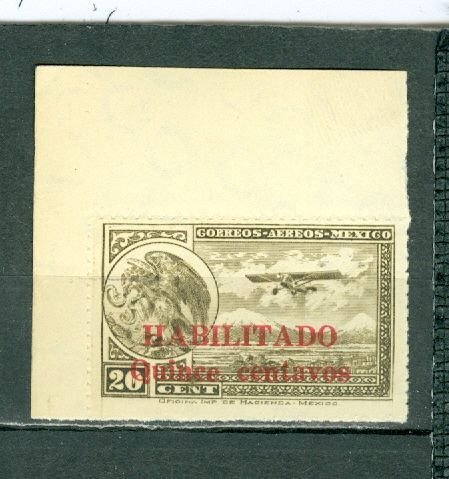 CORREOS-AEREOS-MEXICO
HABILITADO
Quince centavos
20 CENT
OFICINA IMP. DE HACIENDA-MEXICO